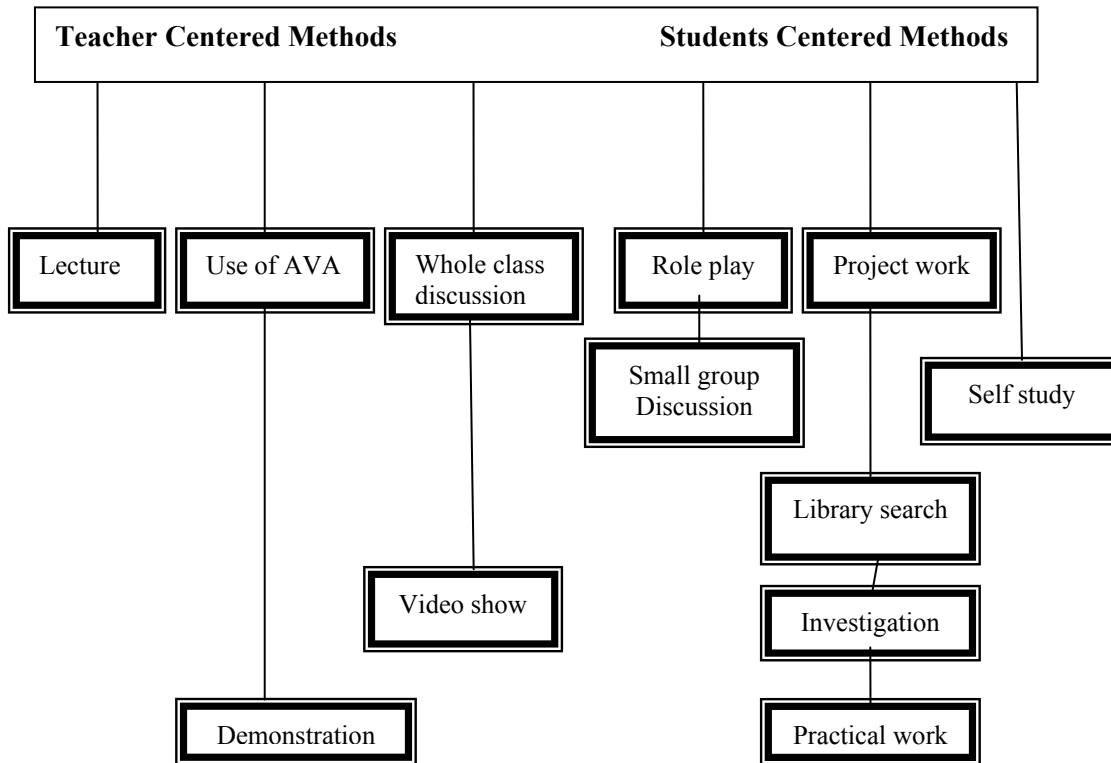 Teacher Centered Methods Students Centered Methods
Lecture
Use of AVA
Whole class
discussion
Role play
Project work
Small group
Discussion
Self study
Library search
Video show
Investigation
Demonstration
Practical work